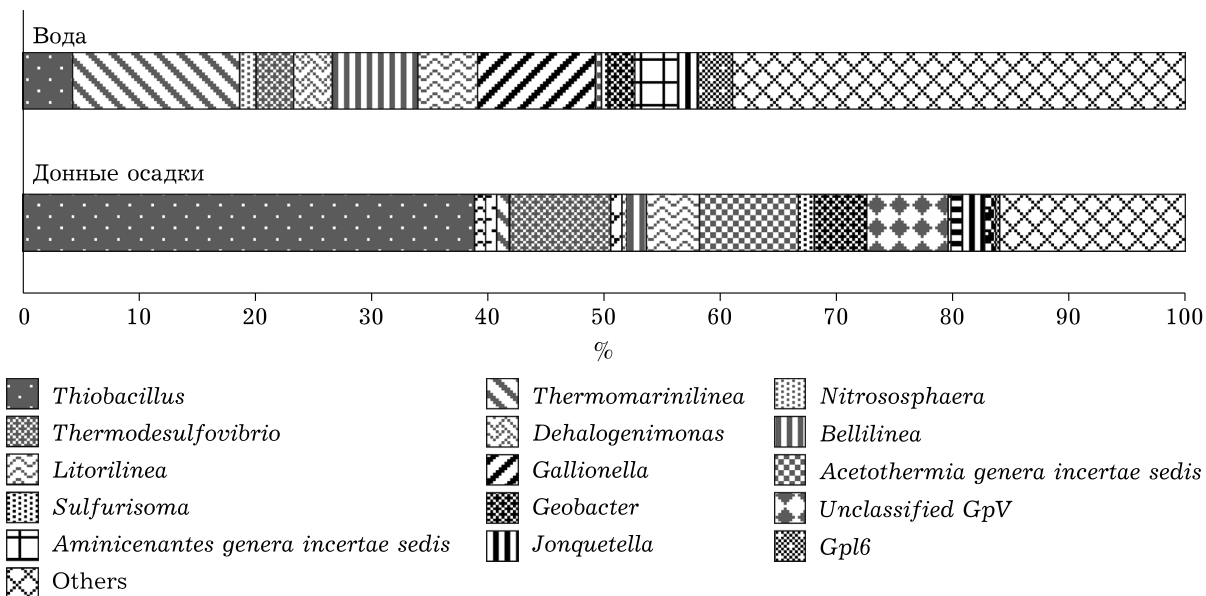 Вода
Донные осадки
0 10 20 30 40 50 60 70 80 90 100
%
Thiobacillus Thermomarinilinea Nitrososphaera
Thermodesulfovibrio Dehalogenimonas Bellilinea
Litorilinea Gallionella Acetothermia genera incertae sedis
Sulfurisoma Geobacter Unclassified GpV
Aminicenantes genera incertae sedis Jonquetella Gpl6
Others